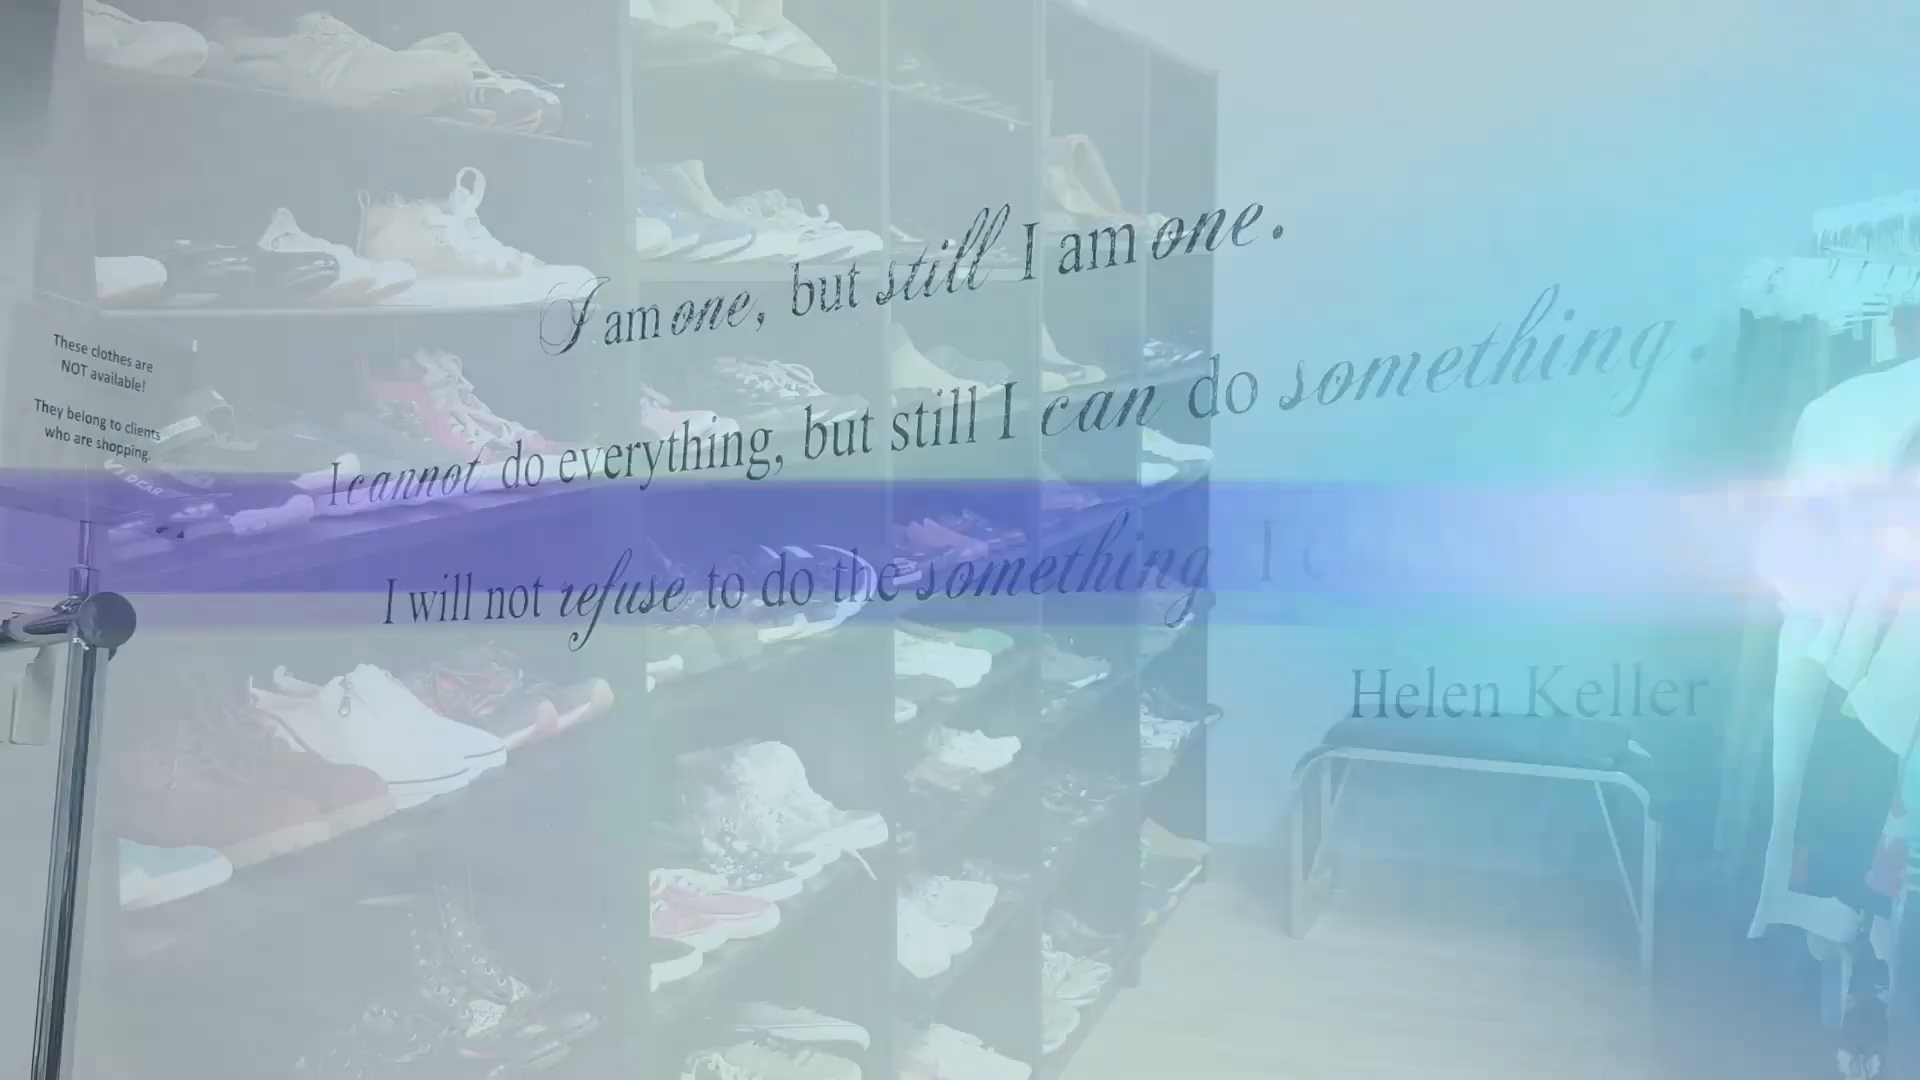 These clothes are
NOT available!
They belong to clients
who are shopping.
I am one, but still I am one.
I cannot do everything, but still I can do something.
I will not refuse to do the something I
Helen Keller